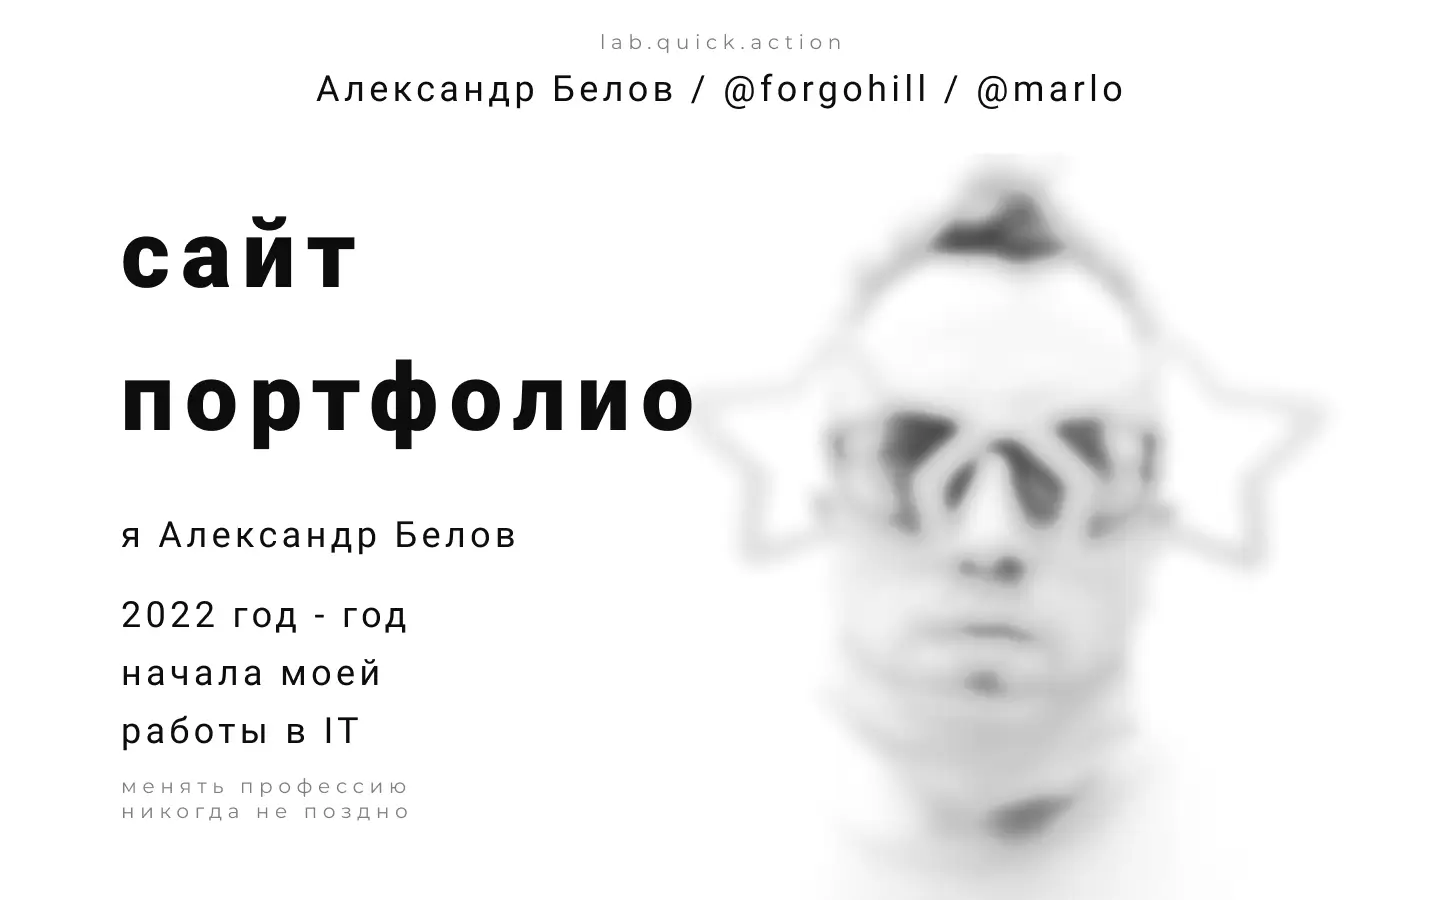 lab.quick.action
Александр Белов / @forgohill / @marlo
сайт
портфолио
я Александр Белов
2022 год - год
начала моей
работы в IT
менять профессию
никогда не поздно